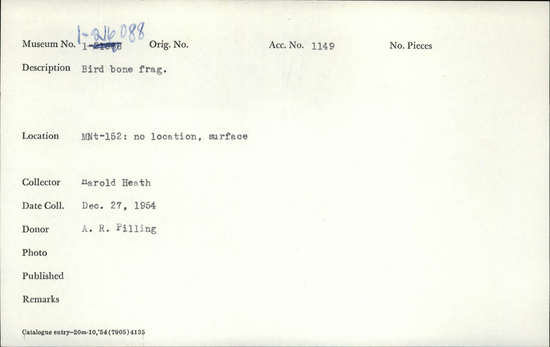 1-216088
Museum No. Orig. No. Acc. No. 1149 No. Pieces
Description Bird bone frag.
Location MNt-152: no location, surface
Collector Harold Heath
Date Coll. Dec. 27, 1954
Donor A. R. Pilling
Photo
Published
Remarks
Catalogue entry—20m-10,'54(7905)4135